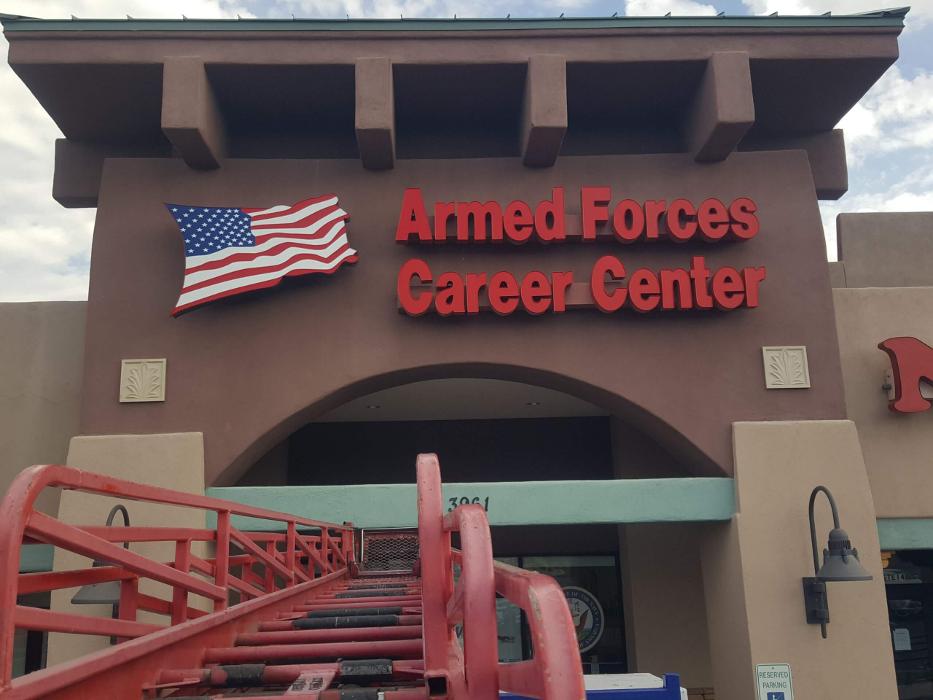 Armed Forces
Career Center
3961
RESERVED
PARKING